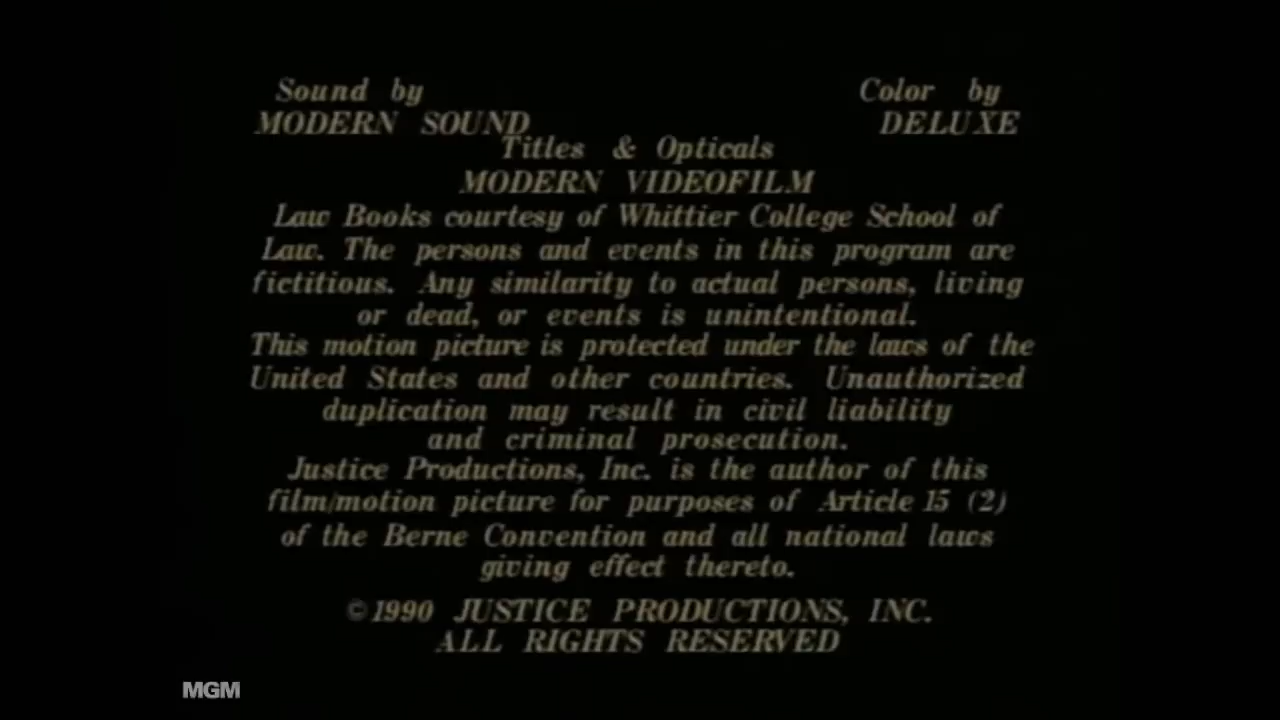 Sound by
MODERN SOUND
Color by
DELUXE
Titles & Opticals
MODERN VIDEOFILM
Law Books courtesy of Whittier College School of
Law. The persons and events in this program are
fictitious. Any similarity to actual persons, living
or dead, or events is unintentional.
This motion picture is protected under the laws of the
United States and other countries. Unauthorized
duplication may result in civil liability
and criminal prosecution.
Justice Productions, Inc. is the author of this
film/motion picture for purposes of Article 15 (2)
of the Berne Convention and all national laws
giving effect thereto.
©1990 JUSTICE PRODUCTIONS, INC.
ALL RIGHTS RESERVED
MGM